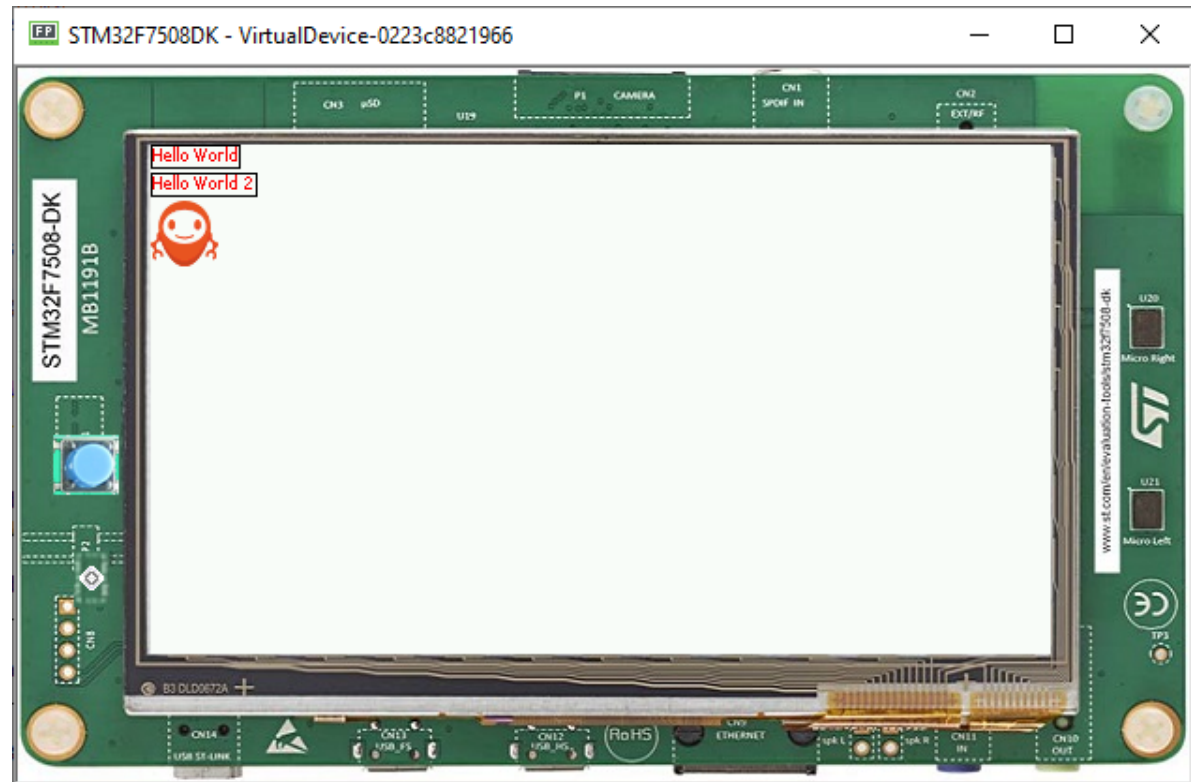 STM32F7508DK - VirtualDevice-0223c8821966
CN3 µSD
U19
P1 CAMERA
CN1
SPDIF IN
CN2
EXT/RF
Hello World
Hello World 2
STM32F7508-DK
MB1191B
www.st.com/en/evaluation-tools/stm32f7508-dk
U20
Micro Right
U21
Micro Left
P2
CN8
TP3
B3 DLD0672A
CN14
USB ST-LINK
CN13
USB_FS
CN12
USB_HS
RoHS
CN9
ETHERNET
spk L
spk R
CN11
IN
CN10
OUT